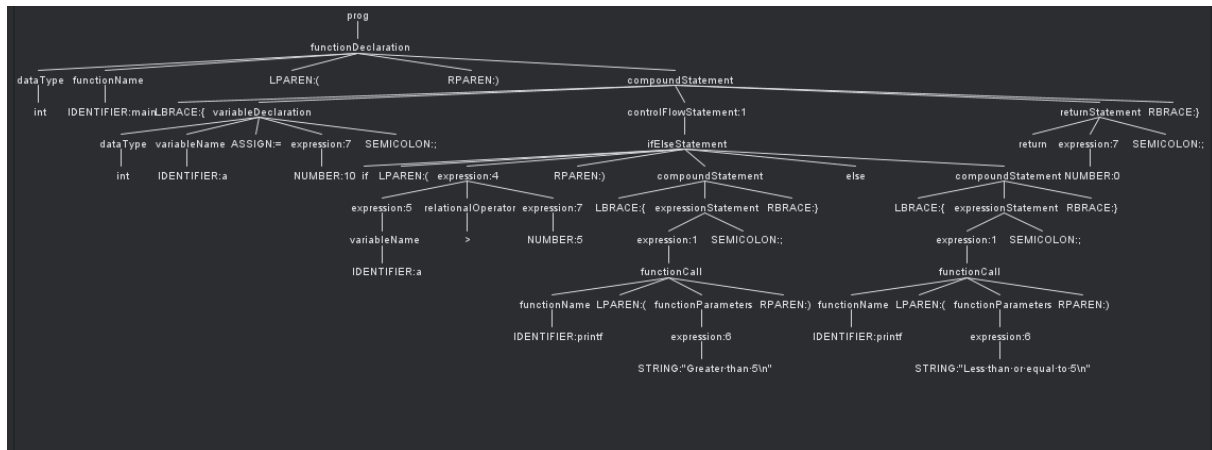 prog
functionDeclaration
dataType functionName LPAREN:( RPAREN:) compoundStatement
int IDENTIFIER:main LBRACE:{ variableDeclaration controlFlowStatement:1 returnStatement RBRACE:}
dataType variableName ASSIGN:= expression:7 SEMICOLON:; ifElseStatement return expression:7 SEMICOLON:;
int IDENTIFIER:a NUMBER:10 if LPAREN:( expression:4 RPAREN:) compoundStatement else compoundStatement NUMBER:0
expression:5 relationalOperator expression:7 LBRACE:{ expressionStatement RBRACE:} LBRACE:{ expressionStatement RBRACE:}
variableName > NUMBER:5 expression:1 SEMICOLON:; expression:1 SEMICOLON:;
IDENTIFIER:a functionCall functionCall
functionName LPAREN:( functionParameters RPAREN:) functionName LPAREN:( functionParameters RPAREN:)
IDENTIFIER:printf expression:6 IDENTIFIER:printf expression:6
STRING:"Greater·than·5\n" STRING:"Less·than·or·equal·to·5\n"